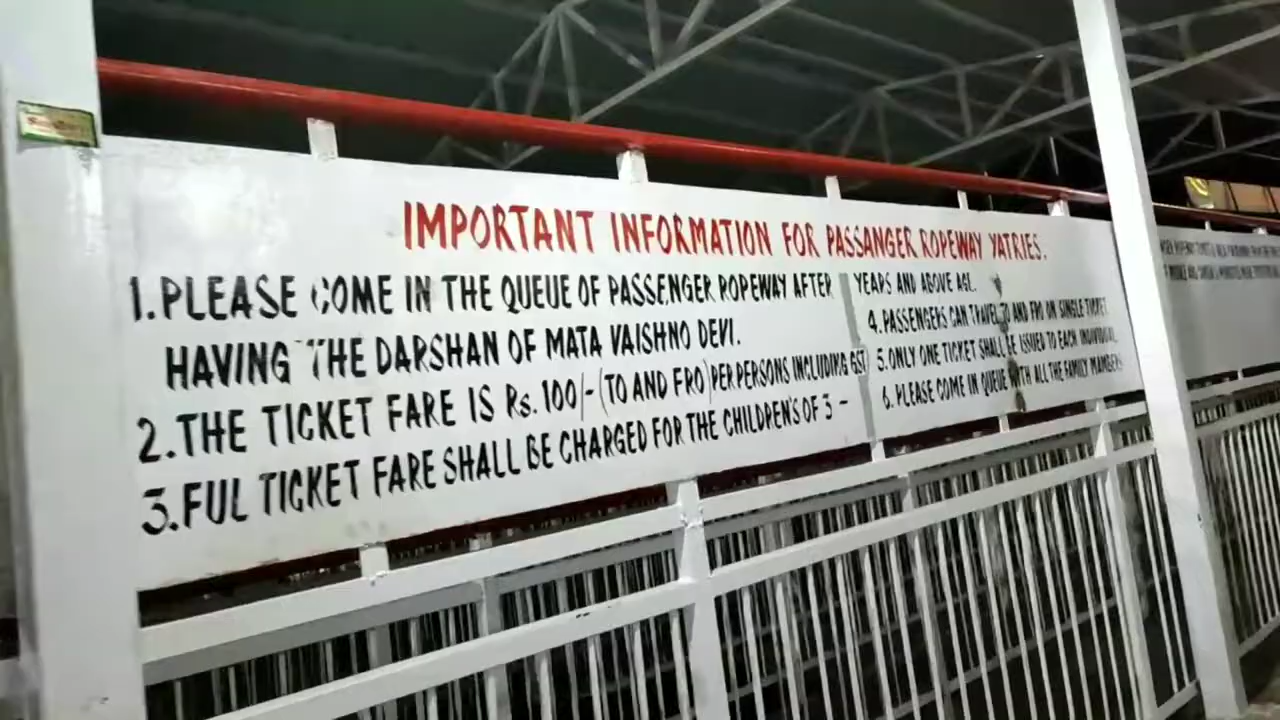 IMPORTANT INFORMATION FOR PASSANGER ROPEWAY YATRIES.
1.PLEASE COME IN THE QUEUE OF PASSENGER ROPEWAY AFTER
HAVING THE DARSHAN OF MATA VAISHNO DEVI.
2.THE TICKET FARE IS Rs. 100/-(TO AND FRO)PER PERSONS INCLUDING GST
3.FUL TICKET FARE SHALL BE CHARGED FOR THE CHILDREN'S OF 3 -
YEARS AND ABOVE AGE.
4.PASSENGERS CAN TRAVEL TO AND FRO ON SINGLE TICKET
5.ONLY ONE TICKET SHALL BE ISSUED TO EACH INDIVIDUAL
6.PLEASE COME IN QUEUE WITH ALL THE FAMILY MAMBERS